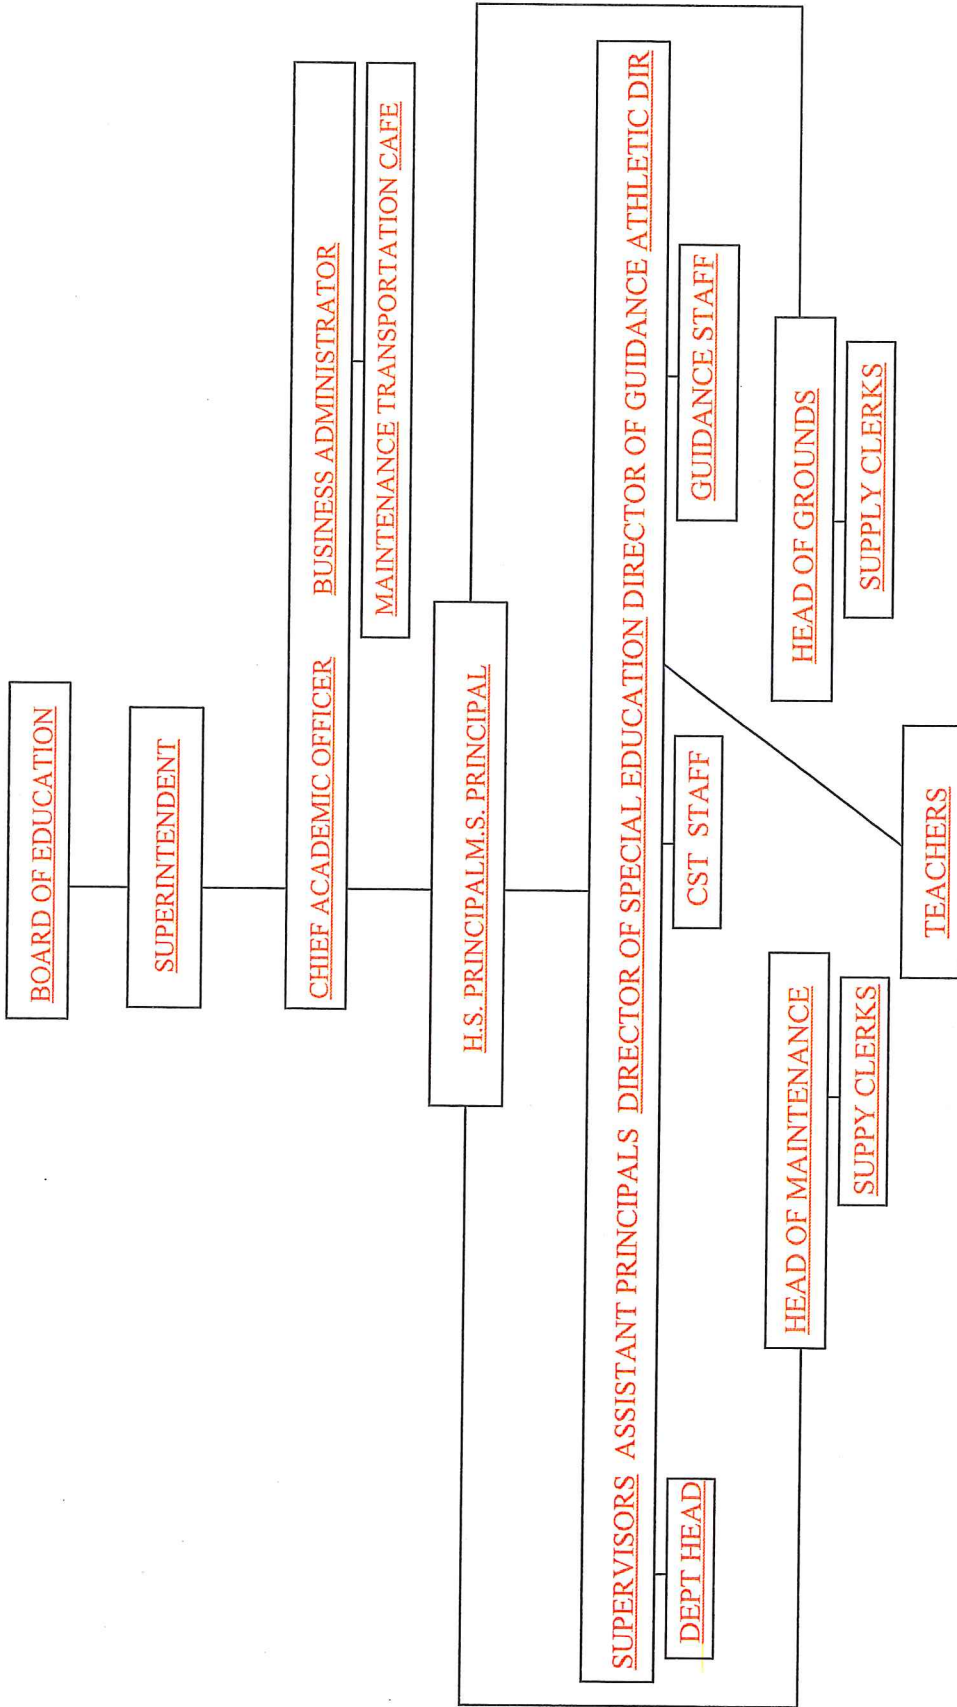 BOARD OF EDUCATION
SUPERINTENDENT
CHIEF ACADEMIC OFFICER BUSINESS ADMINISTRATOR
MAINTENANCE TRANSPORTATION CAFE
H.S. PRINCIPALM.S. PRINCIPAL
SUPERVISORS ASSISTANT PRINCIPALS DIRECTOR OF SPECIAL EDUCATION DIRECTOR OF GUIDANCE ATHLETIC DIR
DEPT HEAD
CST STAFF
GUIDANCE STAFF
HEAD OF MAINTENANCE
SUPPY CLERKS
HEAD OF GROUNDS
SUPPLY CLERKS
TEACHERS